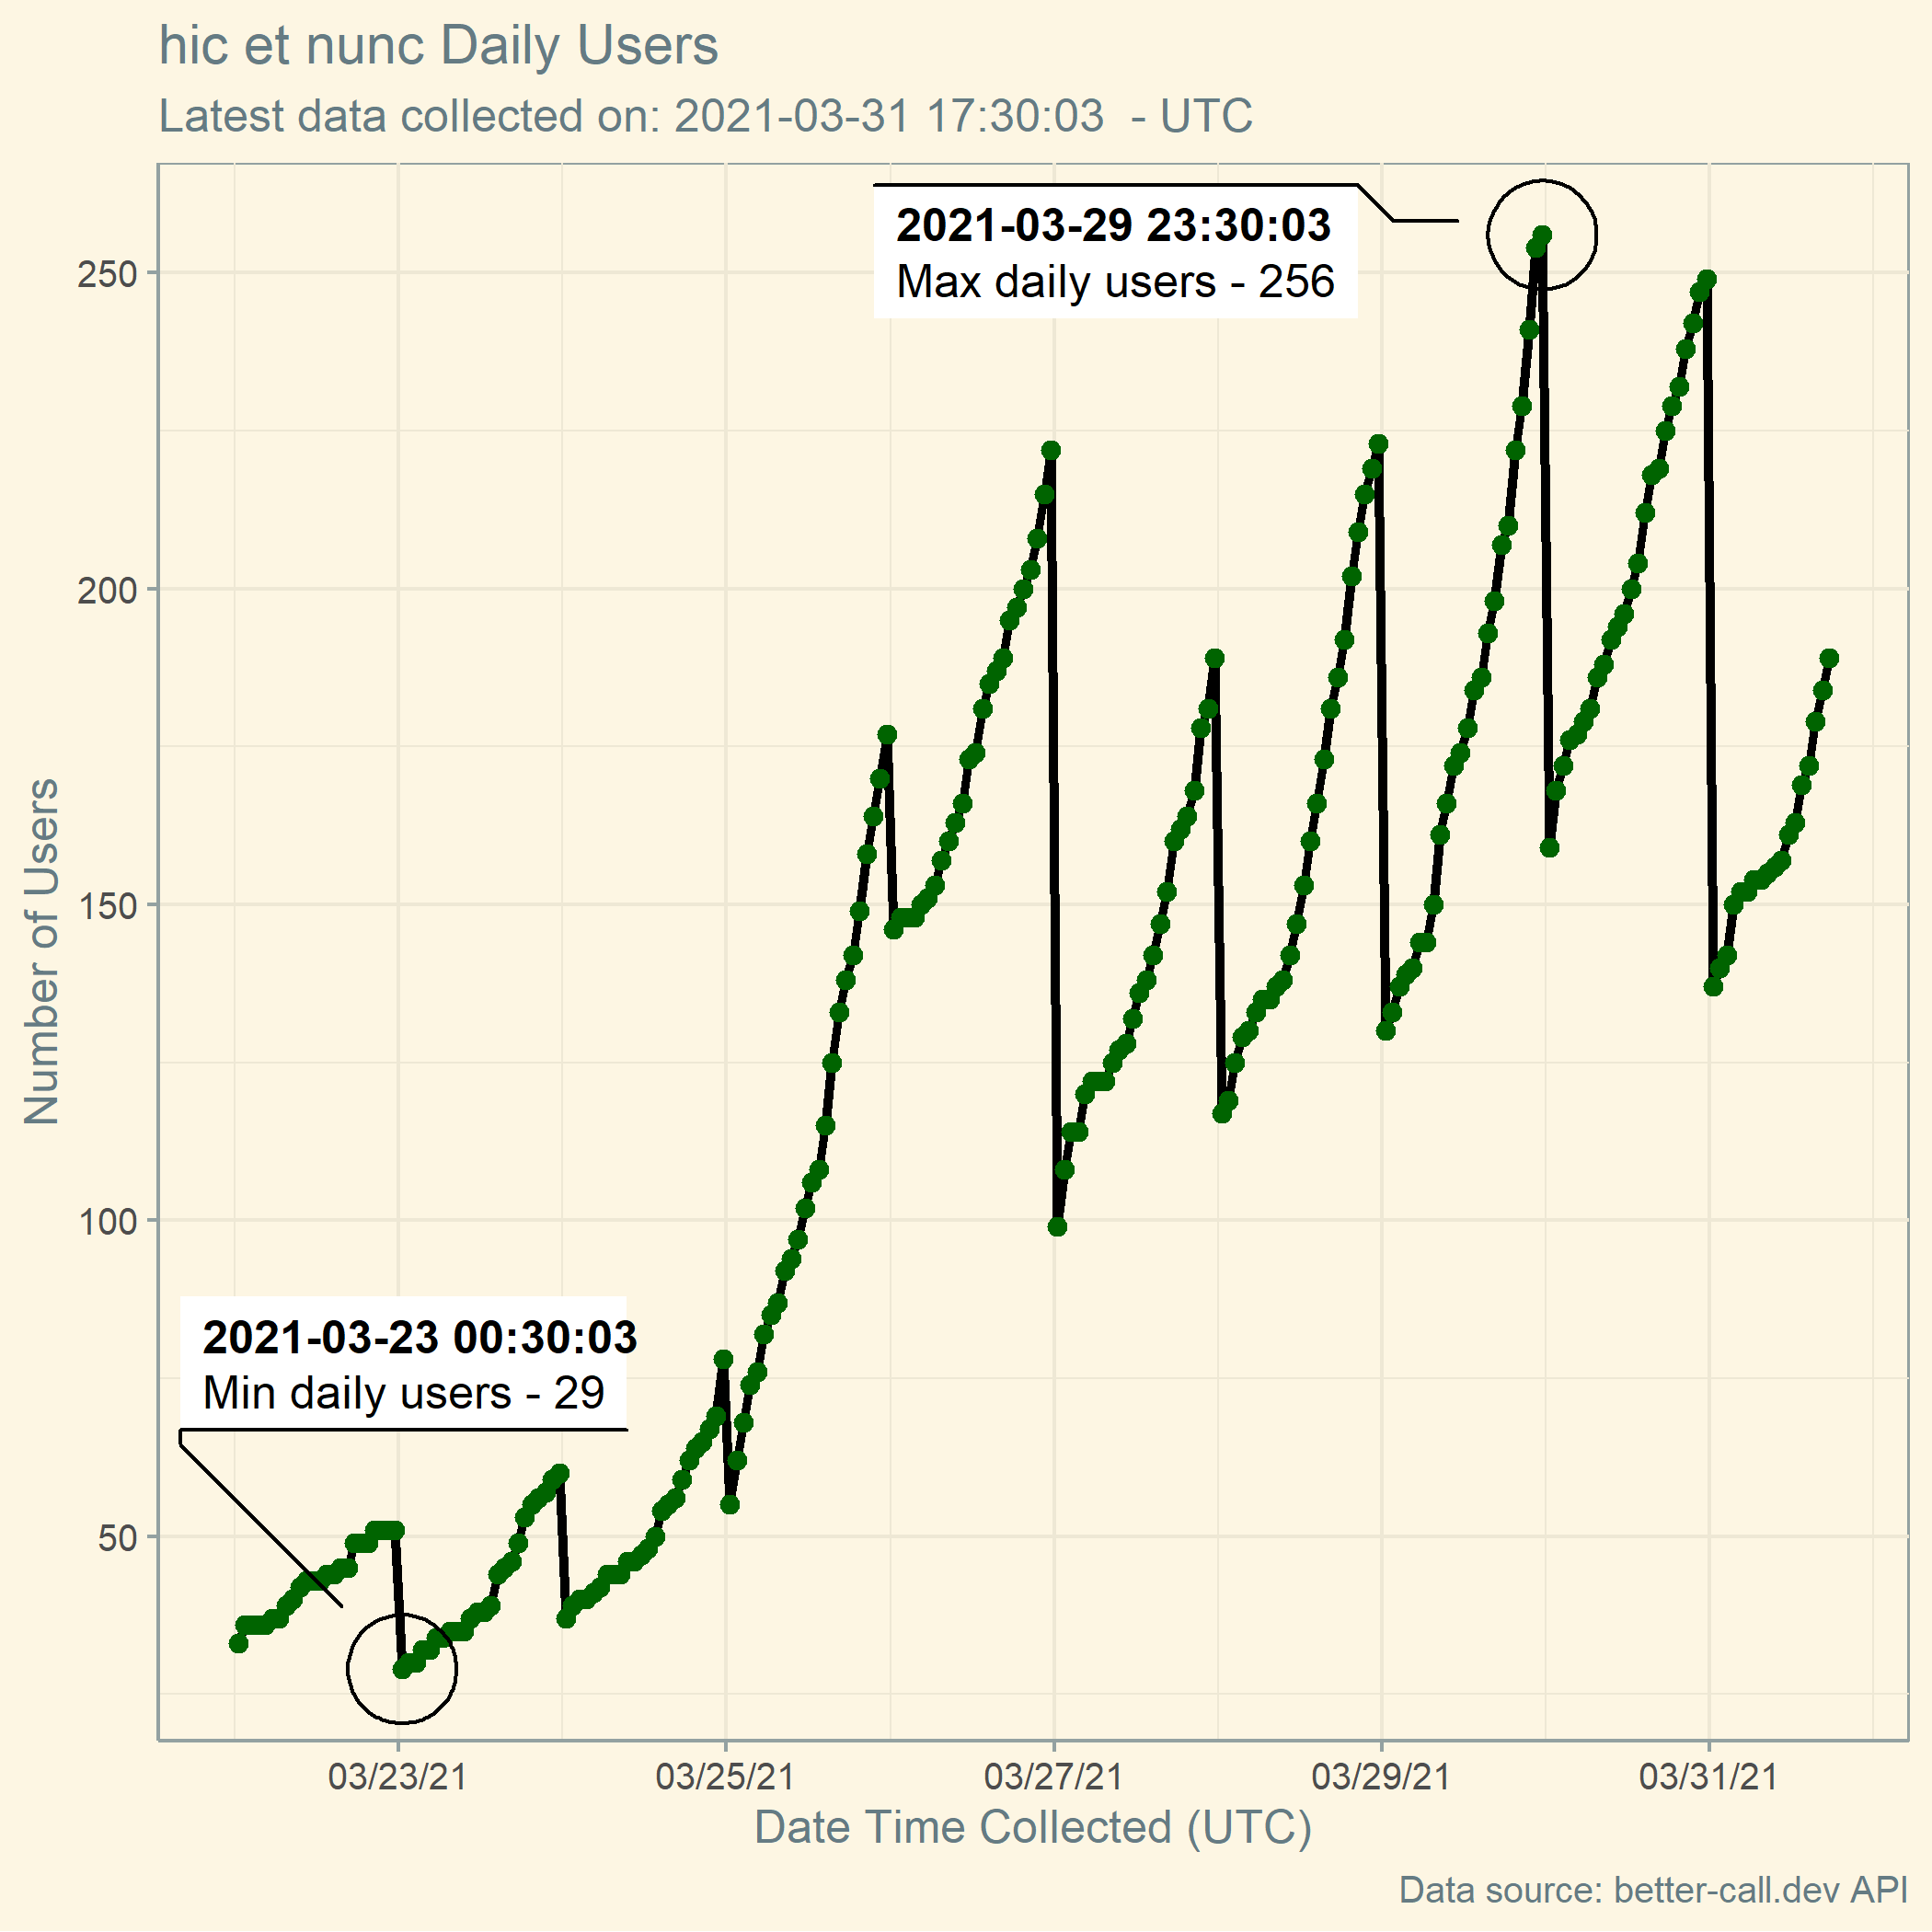 hic et nunc Daily Users
Latest data collected on: 2021-03-31 17:30:03  - UTC
2021-03-29 23:30:03
Max daily users - 256
250
200
150
100
50
Number of Users
2021-03-23 00:30:03
Min daily users - 29
03/23/21
03/25/21
03/27/21
03/29/21
03/31/21
Date Time Collected (UTC)
Data source: better-call.dev API